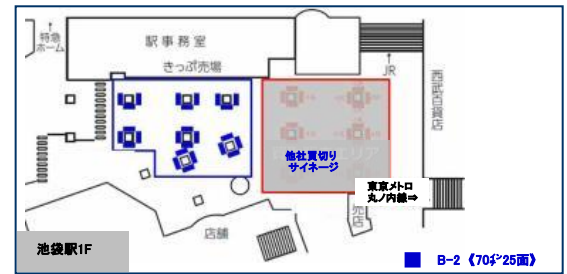 ↑
特急
ホーム
駅事務室
きっぷ売場
↑
JR
西武百貨店
他社買切り
サイネージ
東京メトロ
丸ノ内線⇒
売店
店舗
池袋駅1F
B-2 《70ｲﾝﾁ25面》